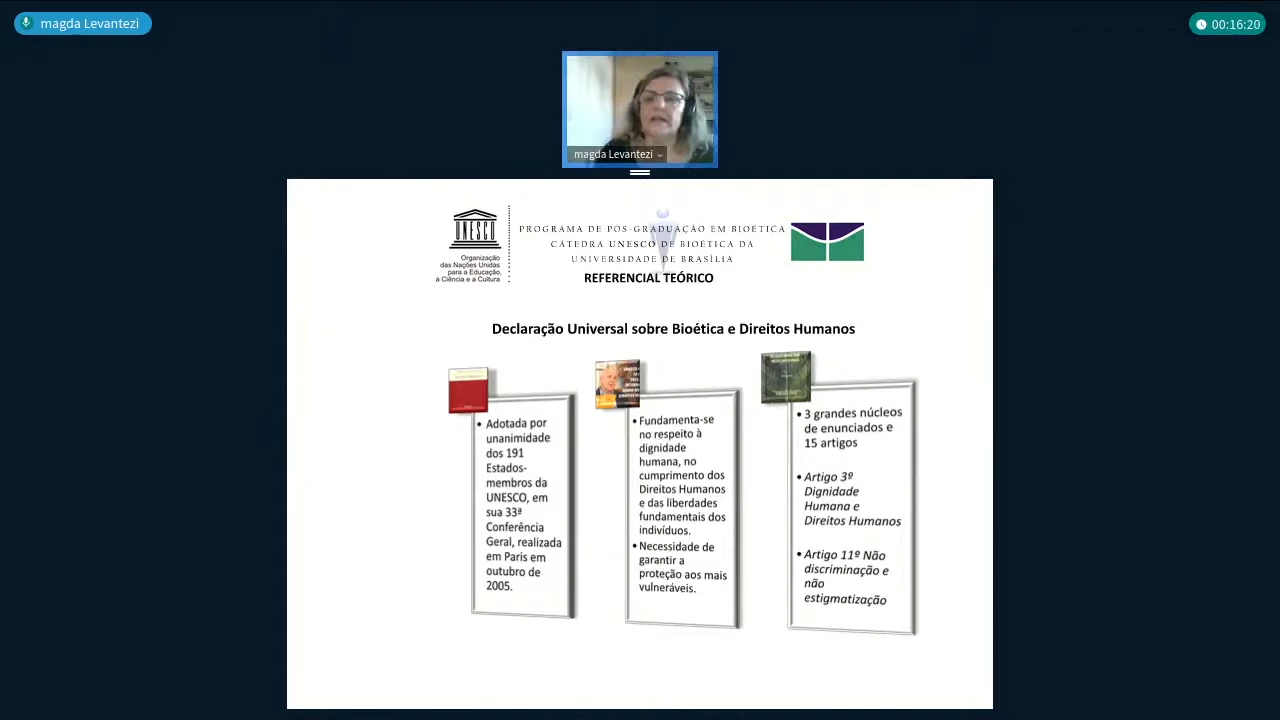 magda Levantezi
00:16:20
magda Levantezi
UNESCO
Organização
das Nações Unidas
para a Educação,
a Ciência e a Cultura
PROGRAMA DE PÓS-GRADUAÇÃO EM BIOÉTICA
CÁTEDRA UNESCO DE BIOÉTICA DA
UNIVERSIDADE DE BRASÍLIA
REFERENCIAL TEÓRICO
Declaração Universal sobre Bioética e Direitos Humanos
• Adotada por
unanimidade
dos 191
Estados-
membros da
UNESCO, em
sua 33ª
Conferência
Geral, realizada
em Paris em
outubro de
2005.
• Fundamenta-se
no respeito à
dignidade
humana, no
cumprimento dos
Direitos Humanos
e das liberdades
fundamentais dos
indivíduos.
• Necessidade de
garantir a
proteção aos mais
vulneráveis.
• 3 grandes núcleos
de enunciados e
15 artigos
• Artigo 3º
Dignidade
Humana e
Direitos Humanos
• Artigo 11º Não
discriminação e
não
estigmatização